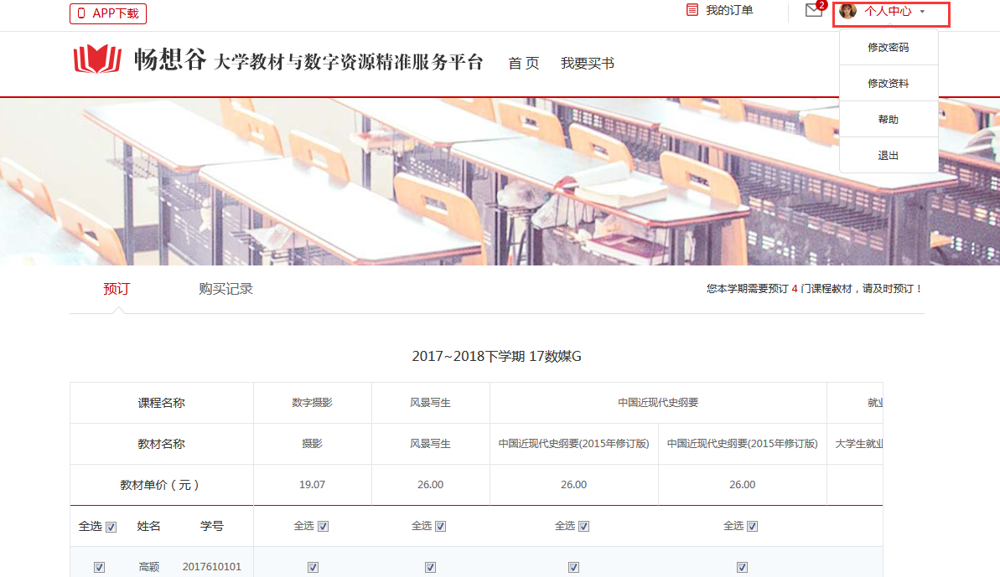 APP下载
我的订单
2
个人中心
修改密码
修改资料
帮助
退出
畅想谷 大学教材与数字资源精准服务平台
首 页 我要买书
预订 购买记录
您本学期需要预订 4 门课程教材，请及时预订！
2017~2018下学期 17数媒G
课程名称 数字摄影 风景写生 中国近现代史纲要 就业
教材名称 摄影 风景写生 中国近现代史纲要(2015年修订版) 中国近现代史纲要(2015年修订版) 大学生就业
教材单价（元） 19.07 26.00 26.00 26.00
全选 姓名 学号 全选 全选 全选 全选
高颖 2017610101